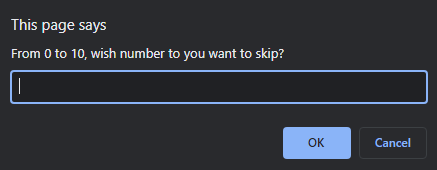 This page says
From 0 to 10, wish number to you want to skip?
OK
Cancel